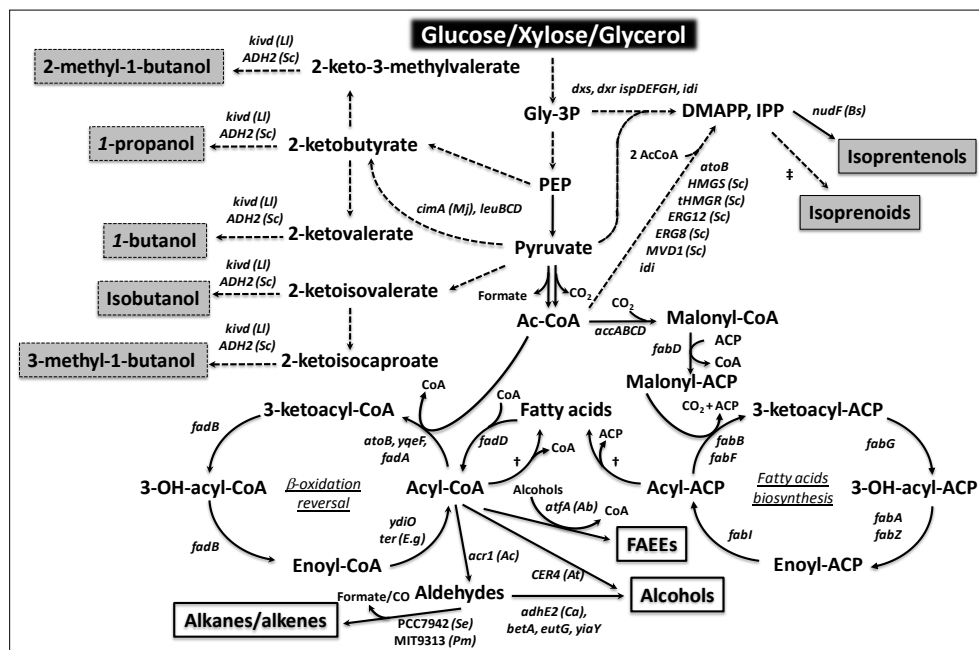 Glucose/Xylose/Glycerol
kivd (Ll)
ADH2 (Sc)
2-methyl-1-butanol
2-keto-3-methylvalerate
dxs, dxr ispDEFGH, idi
Gly-3P
DMAPP, IPP
nudF (Bs)
kivd (Ll)
ADH2 (Sc)
1-propanol
2-ketobutyrate
2 AcCoA
Isoprentenols
atoB
HMGS (Sc)
tHMGR (Sc)
ERG12 (Sc)
ERG8 (Sc)
MVD1 (Sc)
idi
‡
PEP
Isoprenoids
cimA (Mj), leuBCD
kivd (Ll)
ADH2 (Sc)
1-butanol
2-ketovalerate
Pyruvate
kivd (Ll)
ADH2 (Sc)
Isobutanol
2-ketoisovalerate
Formate
CO2
Ac-CoA
CO2
accABCD
Malonyl-CoA
kivd (Ll)
ADH2 (Sc)
3-methyl-1-butanol
2-ketoisocaproate
fabD
ACP
CoA
Malonyl-ACP
CoA
CoA
Fatty acids
CO2 + ACP
3-ketoacyl-CoA
3-ketoacyl-ACP
fadB
atoB, yqeF,
fadA
fadD
†
CoA
ACP
†
fabB
fabF
fabG
3-OH-acyl-CoA
β-oxidation
reversal
Acyl-CoA
Alcohols
atfA (Ab)
CoA
Acyl-ACP
Fatty acids
biosynthesis
3-OH-acyl-ACP
fadB
ydiO
ter (E.g)
FAEEs
fabI
fabA
fabZ
Enoyl-CoA
acr1 (Ac)
CER4 (At)
Enoyl-ACP
Formate/CO
Aldehydes
Alcohols
Alkanes/alkenes
PCC7942 (Se)
MIT9313 (Pm)
adhE2 (Ca),
betA, eutG, yiaY